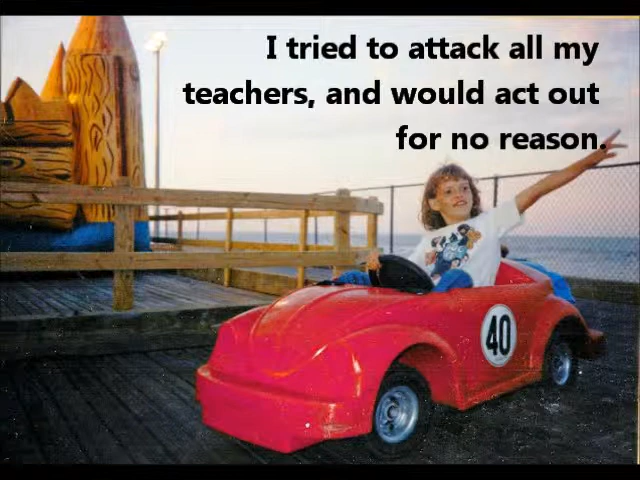 I tried to attack all my
teachers, and would act out
for no reason.
40